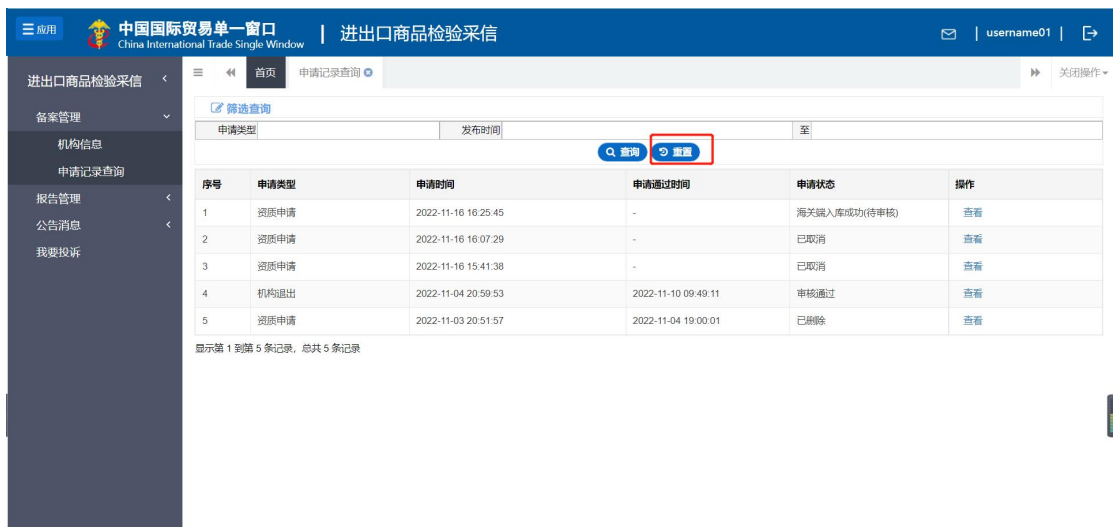 应用 中国国际贸易单一窗口 | 进出口商品检验采信 | username01 |
China International Trade Single Window
进出口商品检验采信 首页 申请记录查询 关闭操作
备案管理
机构信息
申请记录查询
报告管理
公告消息
我要投诉
筛选查询
申请类型 发布时间 至
查询 重置
序号 申请类型 申请时间 申请通过时间 申请状态 操作
1 资质申请 2022-11-16 16:25:45 - 海关端入库成功(待审核) 查看
2 资质申请 2022-11-16 16:07:29 - 已取消 查看
3 资质申请 2022-11-16 15:41:38 - 已取消 查看
4 机构退出 2022-11-04 20:59:53 2022-11-10 09:49:11 审核通过 查看
5 资质申请 2022-11-03 20:51:57 2022-11-04 19:00:01 已删除 查看
显示第 1 到第 5 条记录，总共 5 条记录